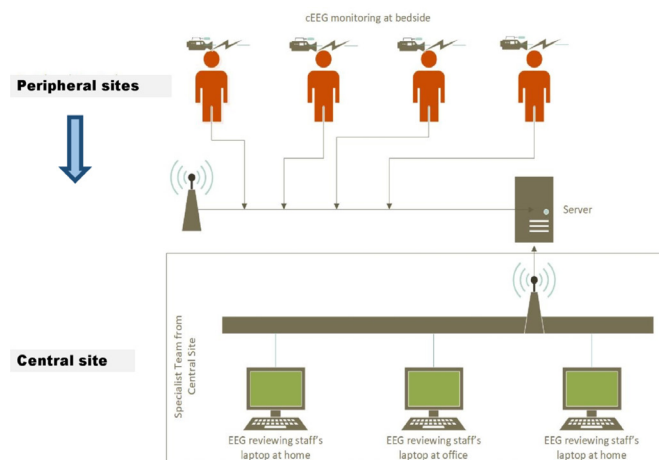 cEEG monitoring at bedside
Peripheral sites
Server
Specialist Team from
Central Site
Central site
EEG reviewing staff's
laptop at home
EEG reviewing staff's
laptop at office
EEG reviewing staff's
laptop at home